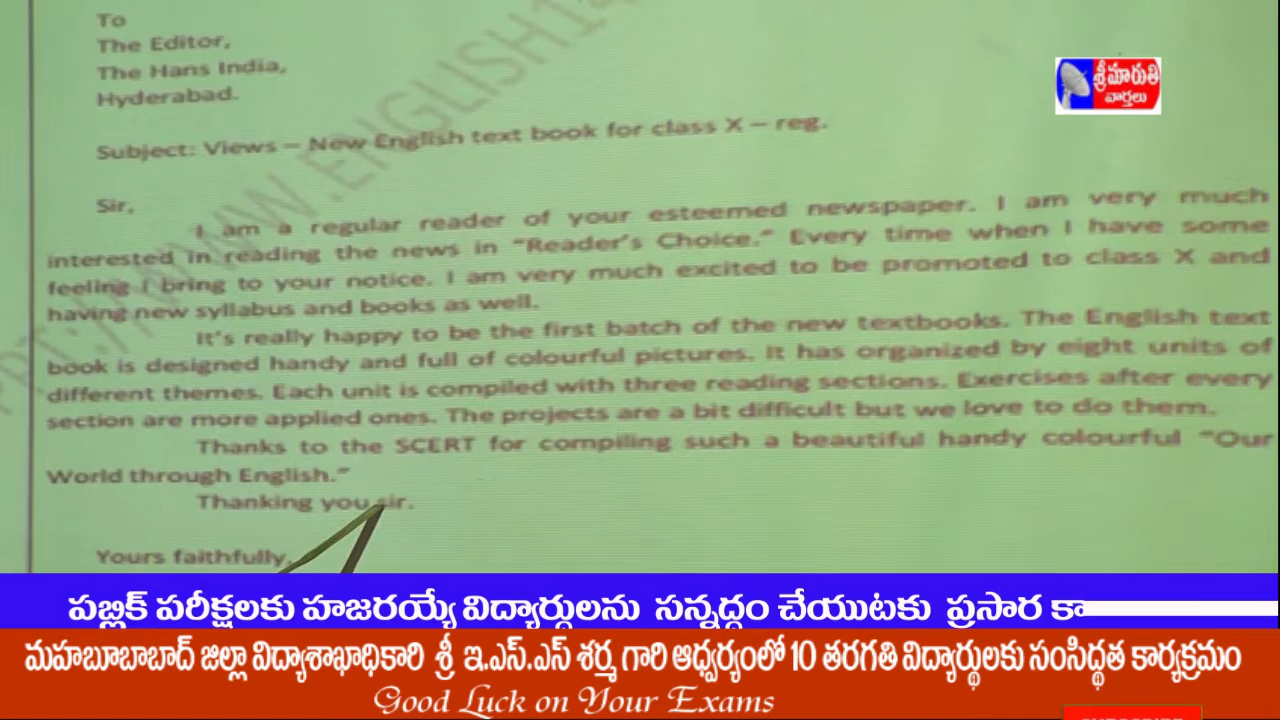 To
The Editor,
The Hans India,
Hyderabad.
Subject: Views – New English text book for class X – reg.
Sir,
I am a regular reader of your esteemed newspaper. I am very much
interested in reading the news in "Reader's Choice." Every time when I have some
feeling I bring to your notice. I am very much excited to be promoted to class X and
having new syllabus and books as well.
It's really happy to be the first batch of the new textbooks. The English text
book is designed handy and full of colourful pictures. It has organized by eight units of
different themes. Each unit is compiled with three reading sections. Exercises after every
section are more applied ones. The projects are a bit difficult but we love to do them.
Thanks to the SCERT for compiling such a beautiful handy colourful "Our
World through English."
Thanking you sir.
Yours faithfully,
శ్రీమారుతి
వార్తలు
పబ్లిక్ పరీక్షలకు హజరయ్యే విద్యార్దులను సన్నద్దం చేయుటకు ప్రసార కా
మహబూబాబాద్ జిల్లా విద్యాశాఖాధికారి శ్రీ ఇ.ఎస్.ఎస్ శర్మ గారి ఆధ్వర్యంలో 10 తరగతి విద్యార్థులకు సంసిద్ధత కార్యక్రమం
Good Luck on Your Exams